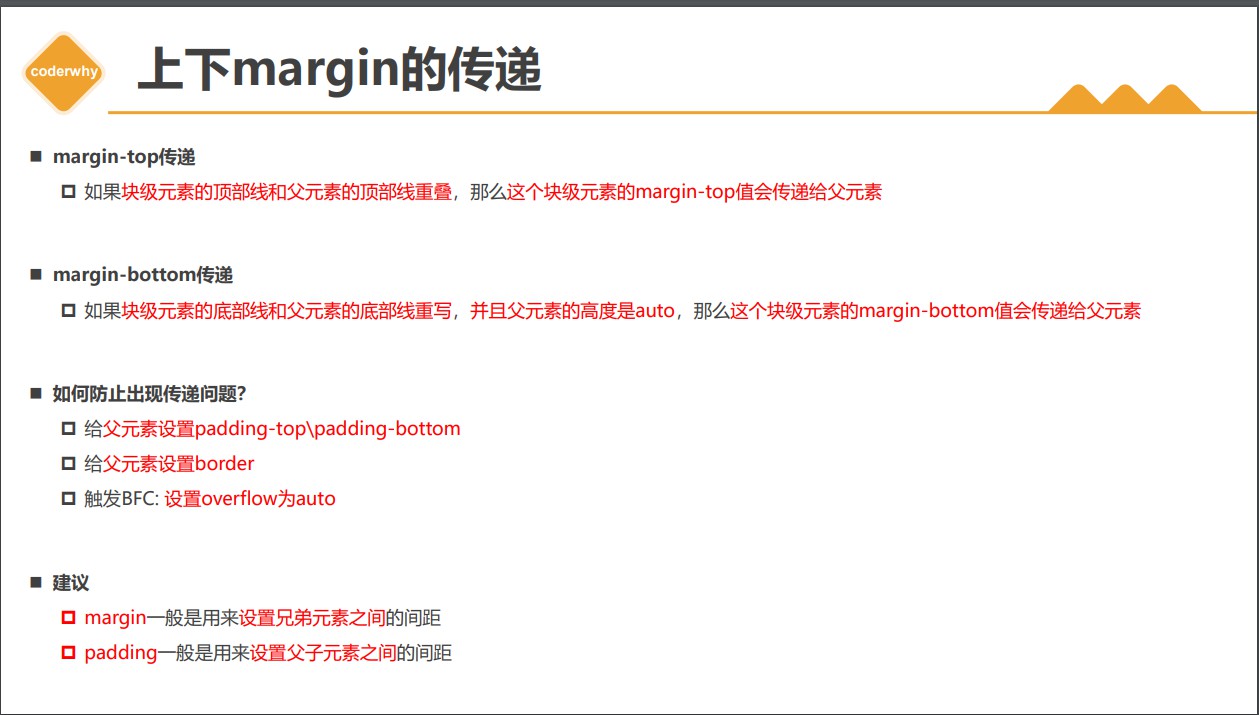 coderwhy
上下margin的传递
margin-top传递
如果块级元素的顶部线和父元素的顶部线重叠，那么这个块级元素的margin-top值会传递给父元素
margin-bottom传递
如果块级元素的底部线和父元素的底部线重写，并且父元素的高度是auto，那么这个块级元素的margin-bottom值会传递给父元素
如何防止出现传递问题？
给父元素设置padding-top\padding-bottom
给父元素设置border
触发BFC: 设置overflow为auto
建议
margin一般是用来设置兄弟元素之间的间距
padding一般是用来设置父子元素之间的间距